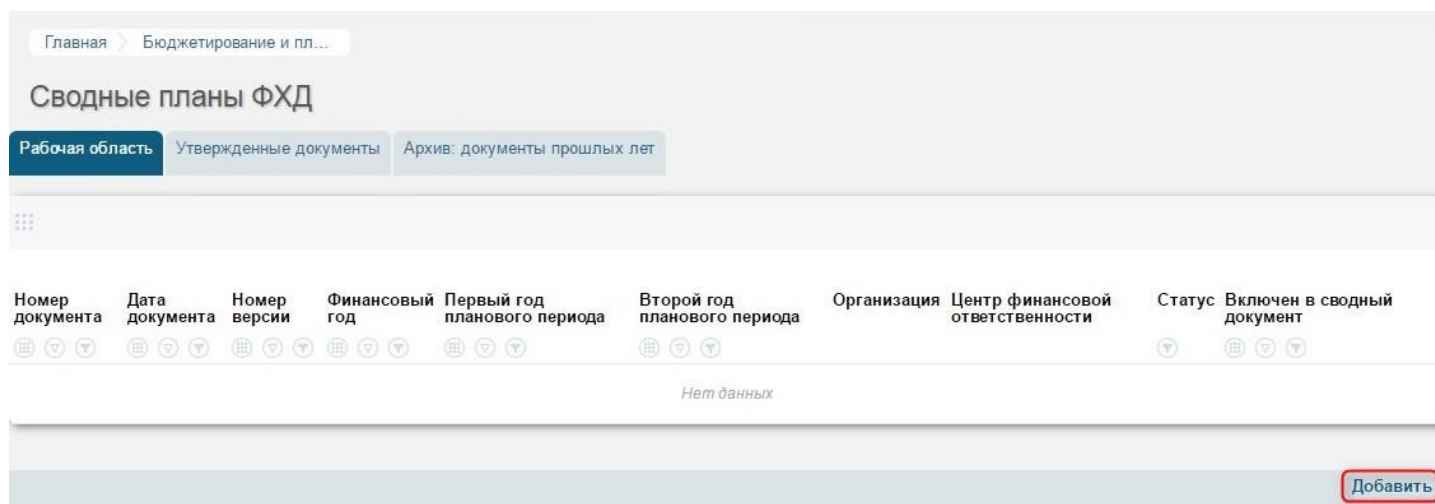 Главная Бюджетирование и пл...
Сводные планы ФХД
Рабочая область Утвержденные документы Архив: документы прошлых лет
Номер Дата Номер Финансовый Первый год Второй год Организация Центр финансовой Статус Включен в сводный
документа документа версии год планового периода планового периода ответственности документ
Нет данных
Добавить